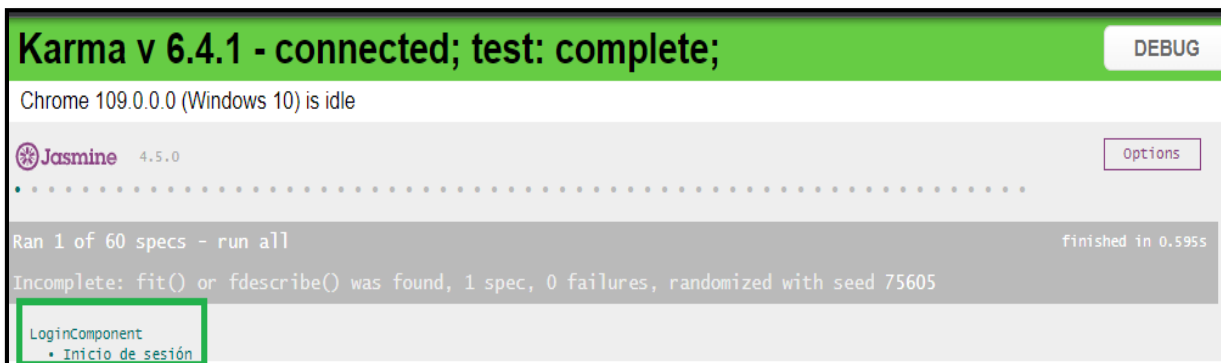 Karma v 6.4.1 - connected; test: complete;
DEBUG
Chrome 109.0.0.0 (Windows 10) is idle
Jasmine 4.5.0
Options
Ran 1 of 60 specs - run all
finished in 0.595s
Incomplete: fit() or fdescribe() was found, 1 spec, 0 failures, randomized with seed 75605
LoginComponent
• Inicio de sesión